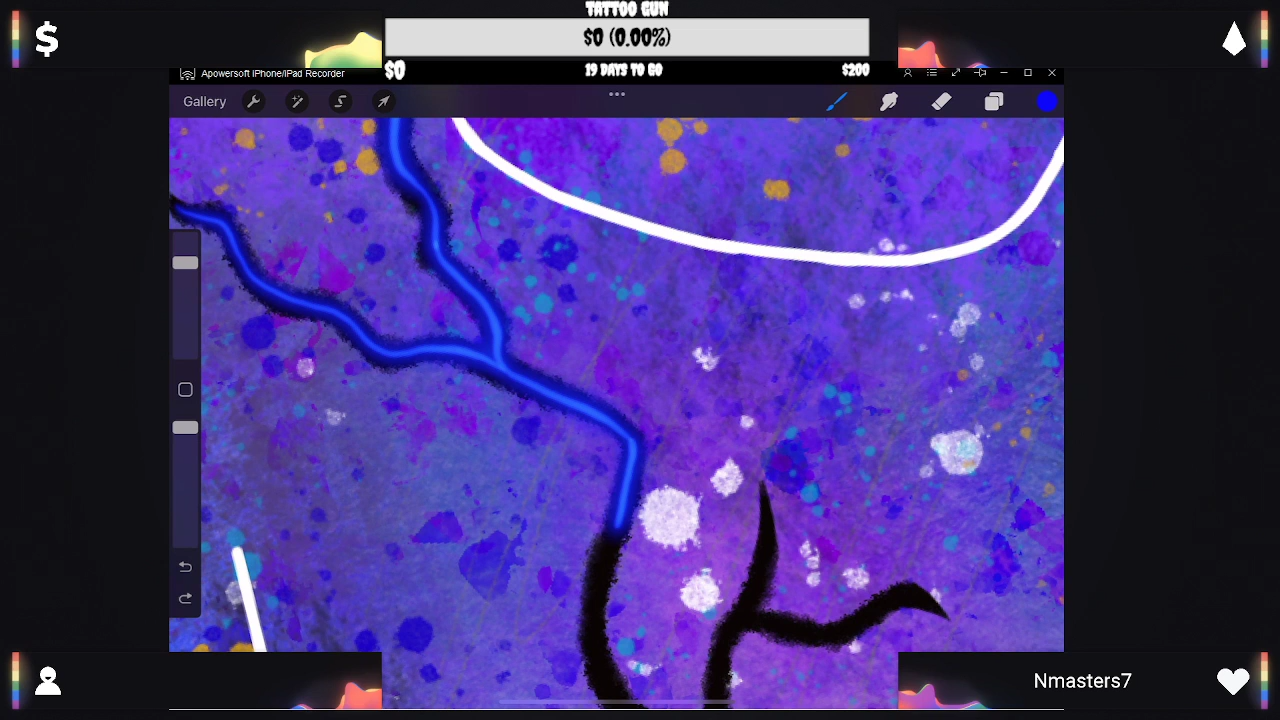 TATTOO GUN
$
$0 (0.00%)
$0
19 DAYS TO GO
$200
Apowersoft iPhone/iPad Recorder
Gallery
Nmasters7